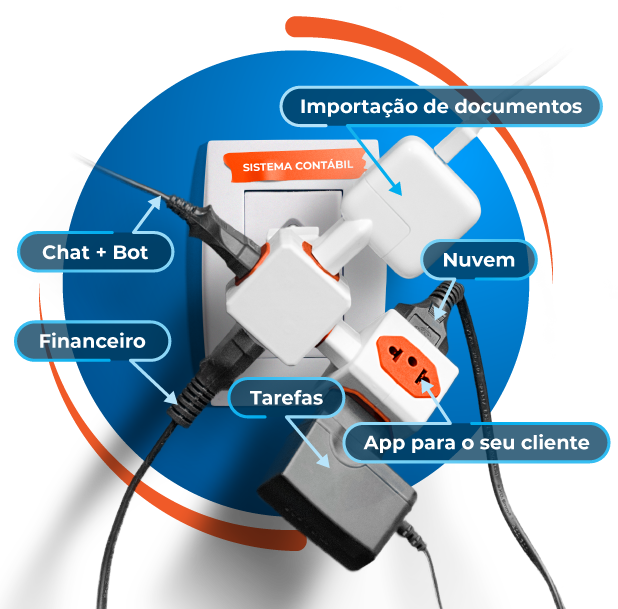 Importação de documentos
SISTEMA CONTÁBIL
Chat + Bot
Nuvem
Financeiro
Tarefas
App para o seu cliente